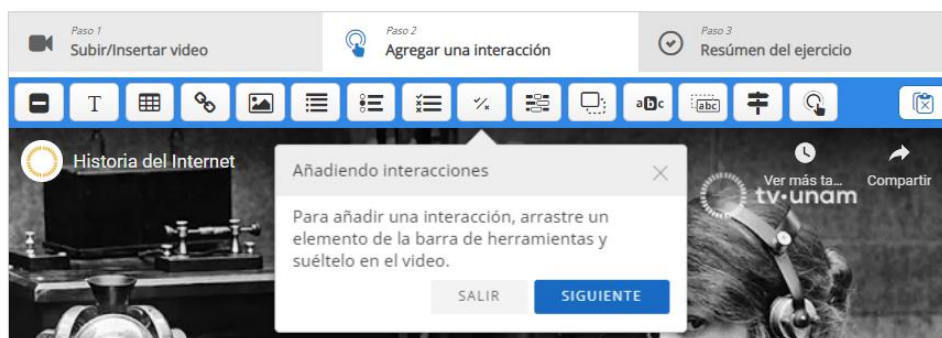 Paso 1
Subir/Insertar video
Paso 2
Agregar una interacción
Paso 3
Resúmen del ejercicio
T
abc
abc
Historia del Internet
Añadiendo interacciones
Para añadir una interacción, arrastre un
elemento de la barra de herramientas y
suéltelo en el video.
SALIR
SIGUIENTE
Ver más ta...
Compartir
tv·unam